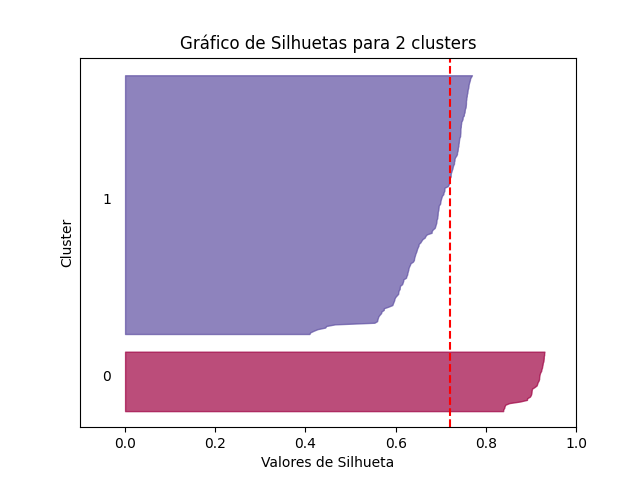 Gráfico de Silhuetas para 2 clusters
1
0
Cluster
0.0 0.2 0.4 0.6 0.8 1.0
Valores de Silhueta